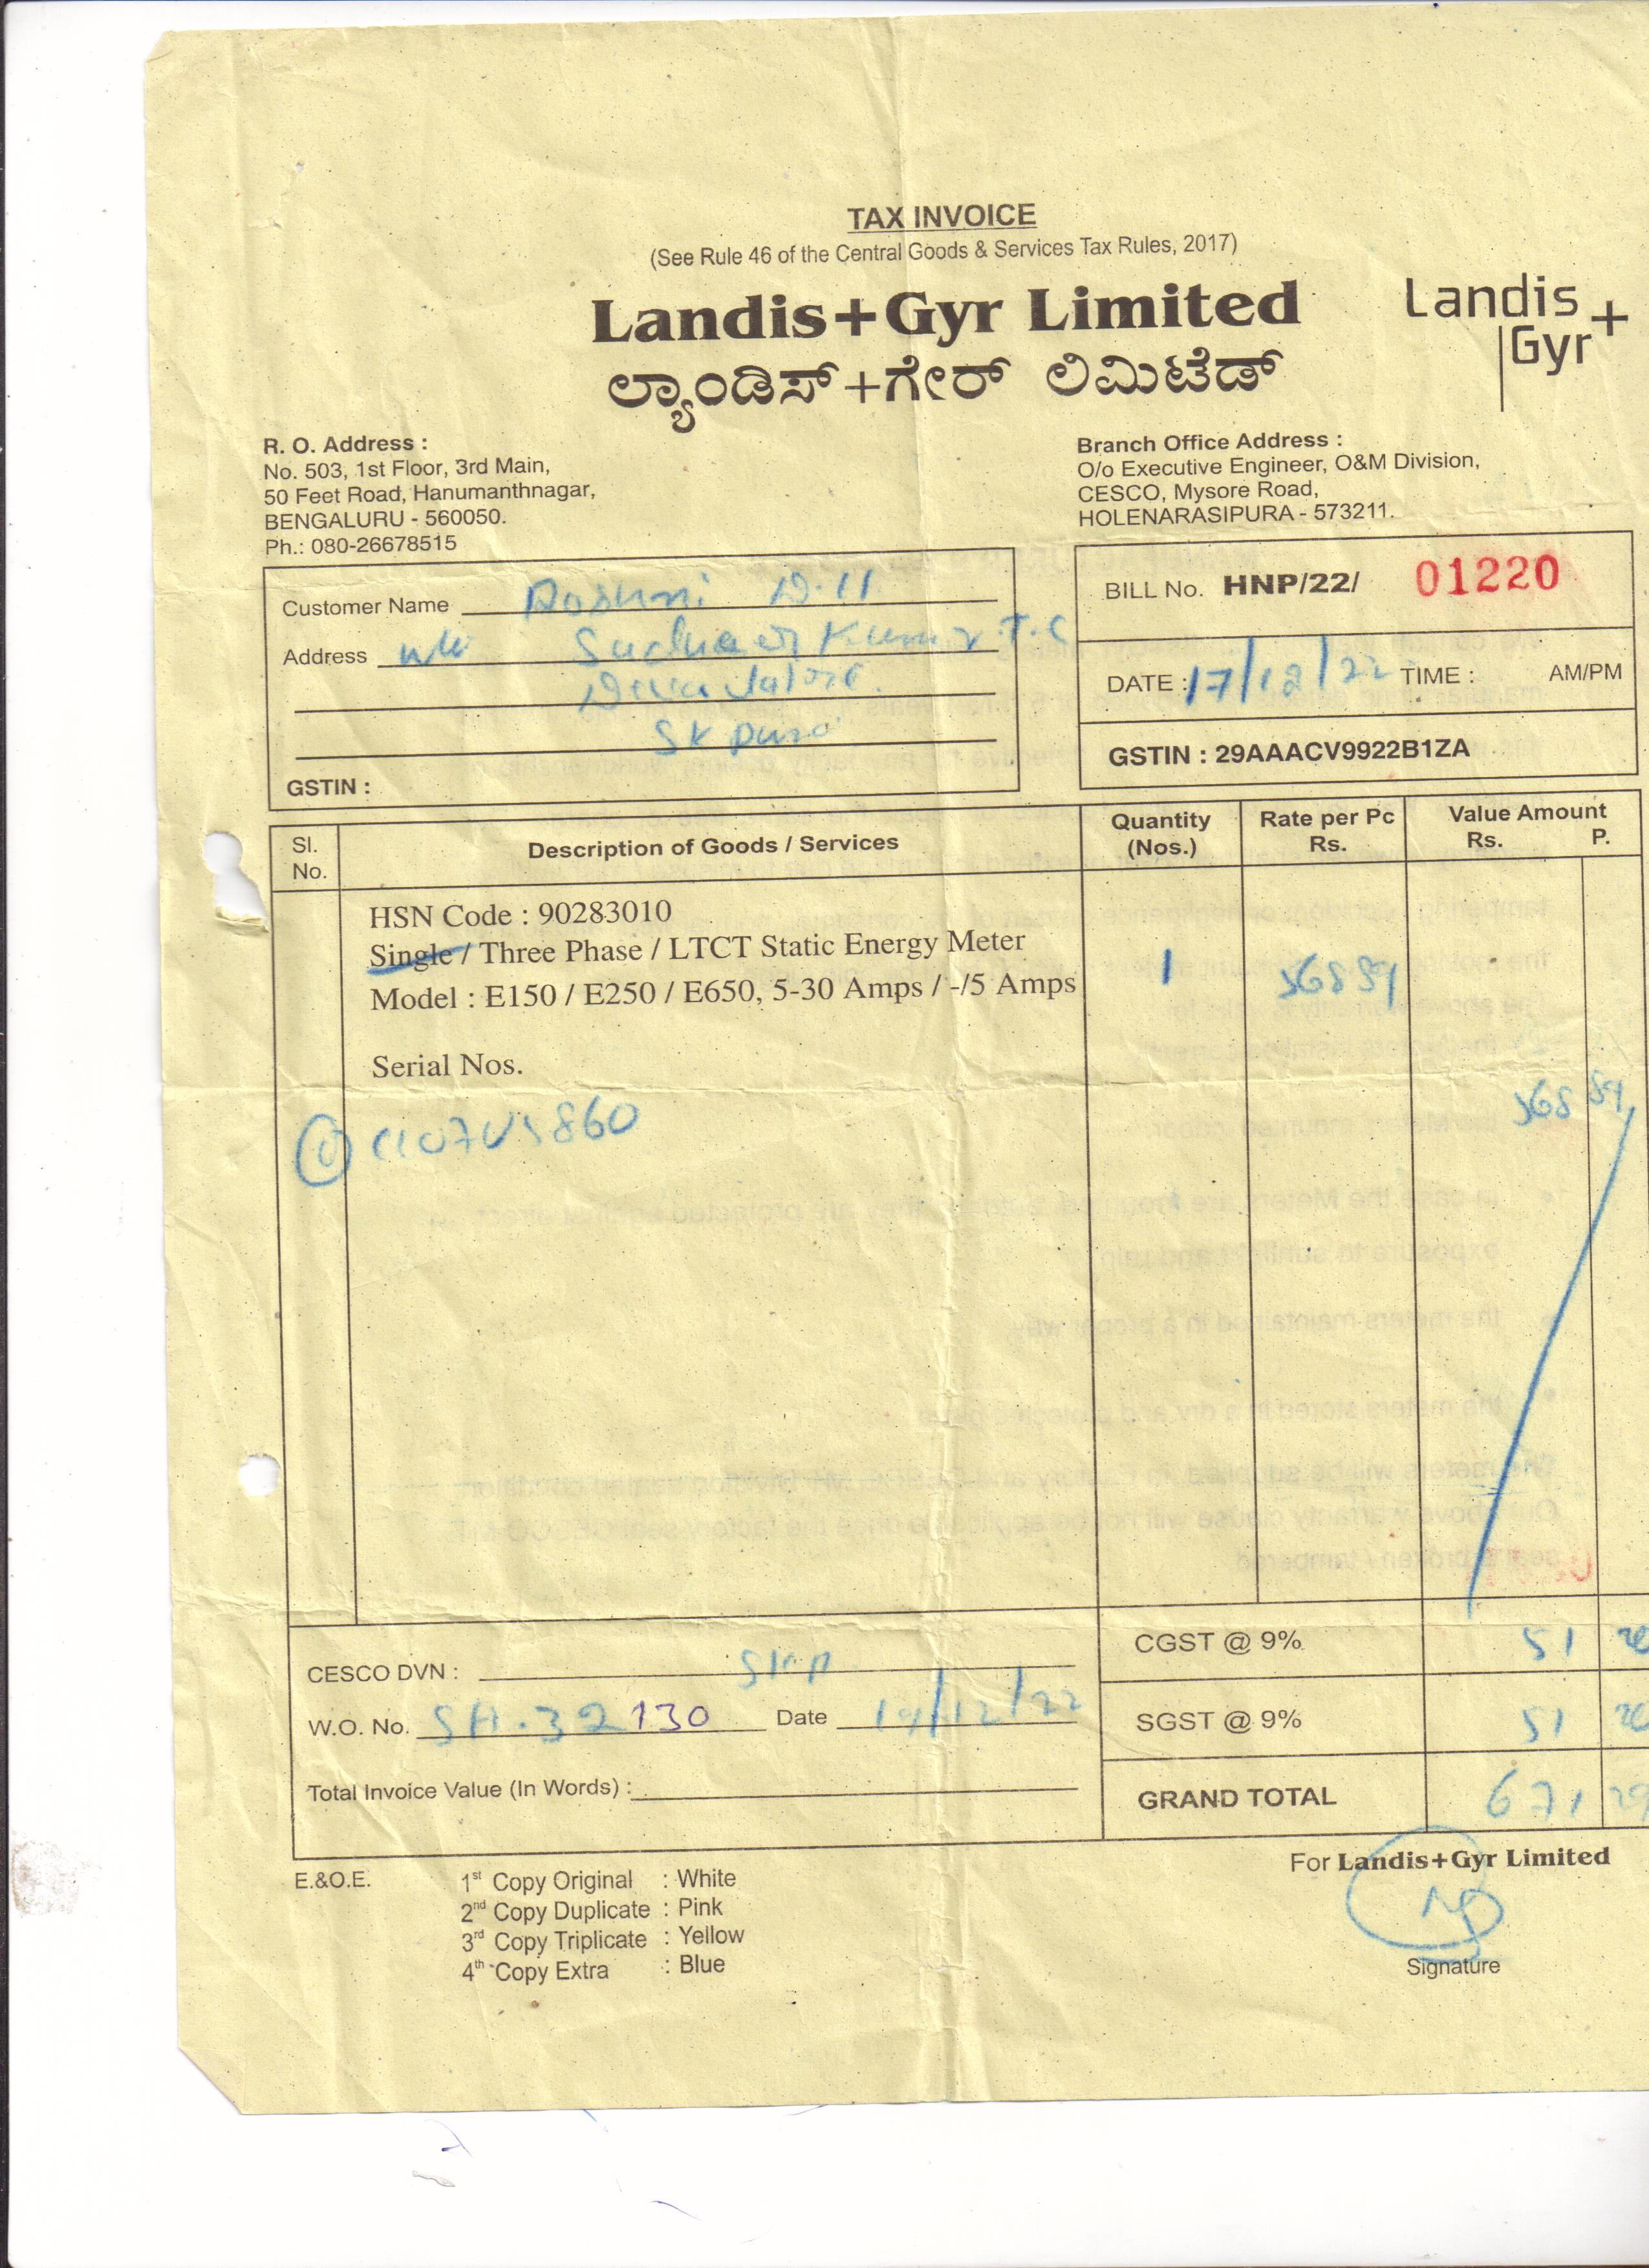 TAX INVOICE
(See Rule 46 of the Central Goods & Services Tax Rules, 2017)
Landis+Gyr Limited
Landis+
Gyr
ಲ್ಯಾಂಡಿಸ್+ಗೇರ್ ಲಿಮಿಟೆಡ್
R. O. Address :
No. 503, 1st Floor, 3rd Main,
50 Feet Road, Hanumanthnagar,
BENGALURU - 560050.
Ph.: 080-26678515
Branch Office Address :
O/o Executive Engineer, O&M Division,
CESCO, Mysore Road,
HOLENARASIPURA - 573211.
Customer Name
Address Kumar T.C
GSTIN :
BILL No. HNP/22/ 01220
DATE : 17/12/22 TIME : AM/PM
GSTIN : 29AAACV9922B1ZA
Sl. No. Description of Goods / Services Quantity (Nos.) Rate per Pc Rs. Value Amount Rs. P.
HSN Code : 90283010
Single / Three Phase / LTCT Static Energy Meter 1
Model : E150 / E250 / E650, 5-30 Amps / -/5 Amps
Serial Nos.
CESCO DVN :
CGST @ 9% 51
W.O. No. SH.32130 Date
SGST @ 9% 51
Total Invoice Value (In Words) :
GRAND TOTAL 671
For Landis+Gyr Limited
Signature
E.&O.E.
1st Copy Original : White
2nd Copy Duplicate : Pink
3rd Copy Triplicate : Yellow
4th Copy Extra : Blue